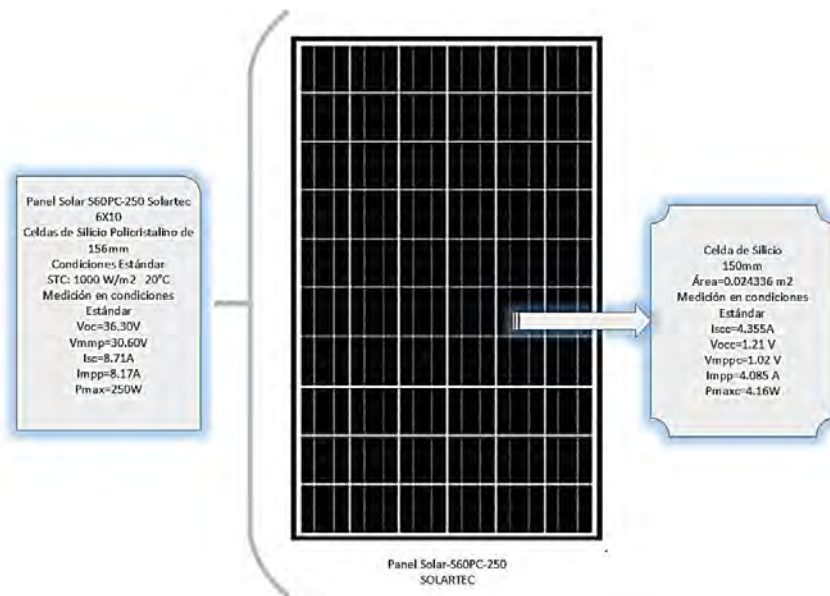 Panel Solar S60PC-250 Solartec
6X10
Celdas de Silicio Policristalino de
156mm
Condiciones Estándar
STC: 1000 W/m2 20°C
Medición en condiciones
Estándar
Voc=36.30V
Vmmp=30.60V
Isc=8.71A
Impp=8.17A
Pmax=250W
Celda de Silicio
150mm
Área=0.024336 m2
Medición en condiciones
Estándar
Iscc=4.355A
Vocc=1.21 V
Vmppc=1.02 V
Impp=4.085 A
Pmaxc=4.16W
Panel Solar-S60PC-250
SOLARTEC